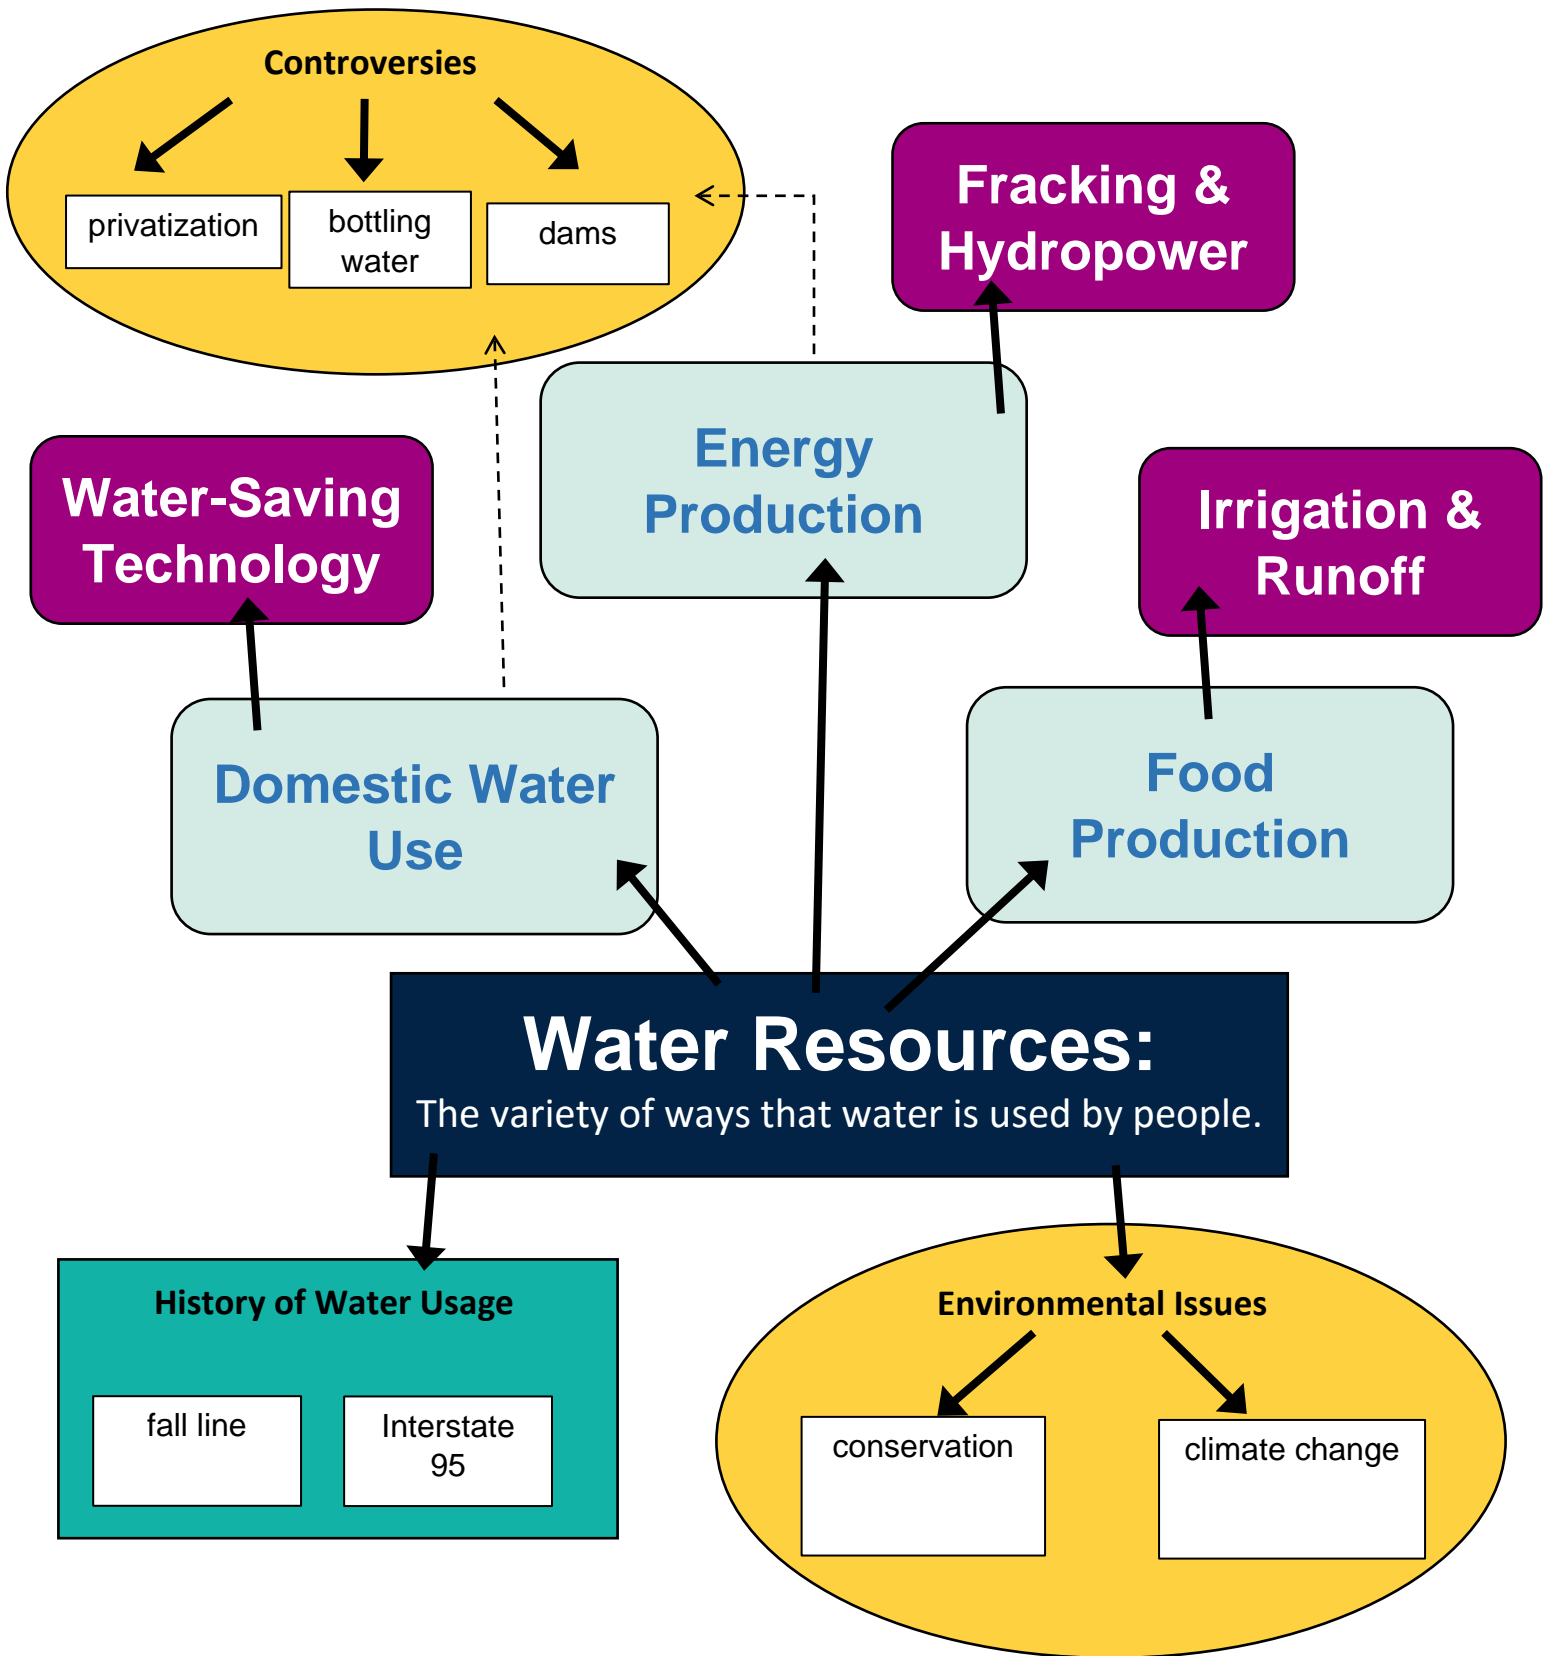 Controversies
privatization
bottling
water
dams
Fracking &
Hydropower
Energy
Production
Water-Saving
Technology
Irrigation &
Runoff
Domestic Water
Use
Food
Production
Water Resources:
The variety of ways that water is used by people.
History of Water Usage
fall line
Interstate
95
Environmental Issues
conservation
climate change